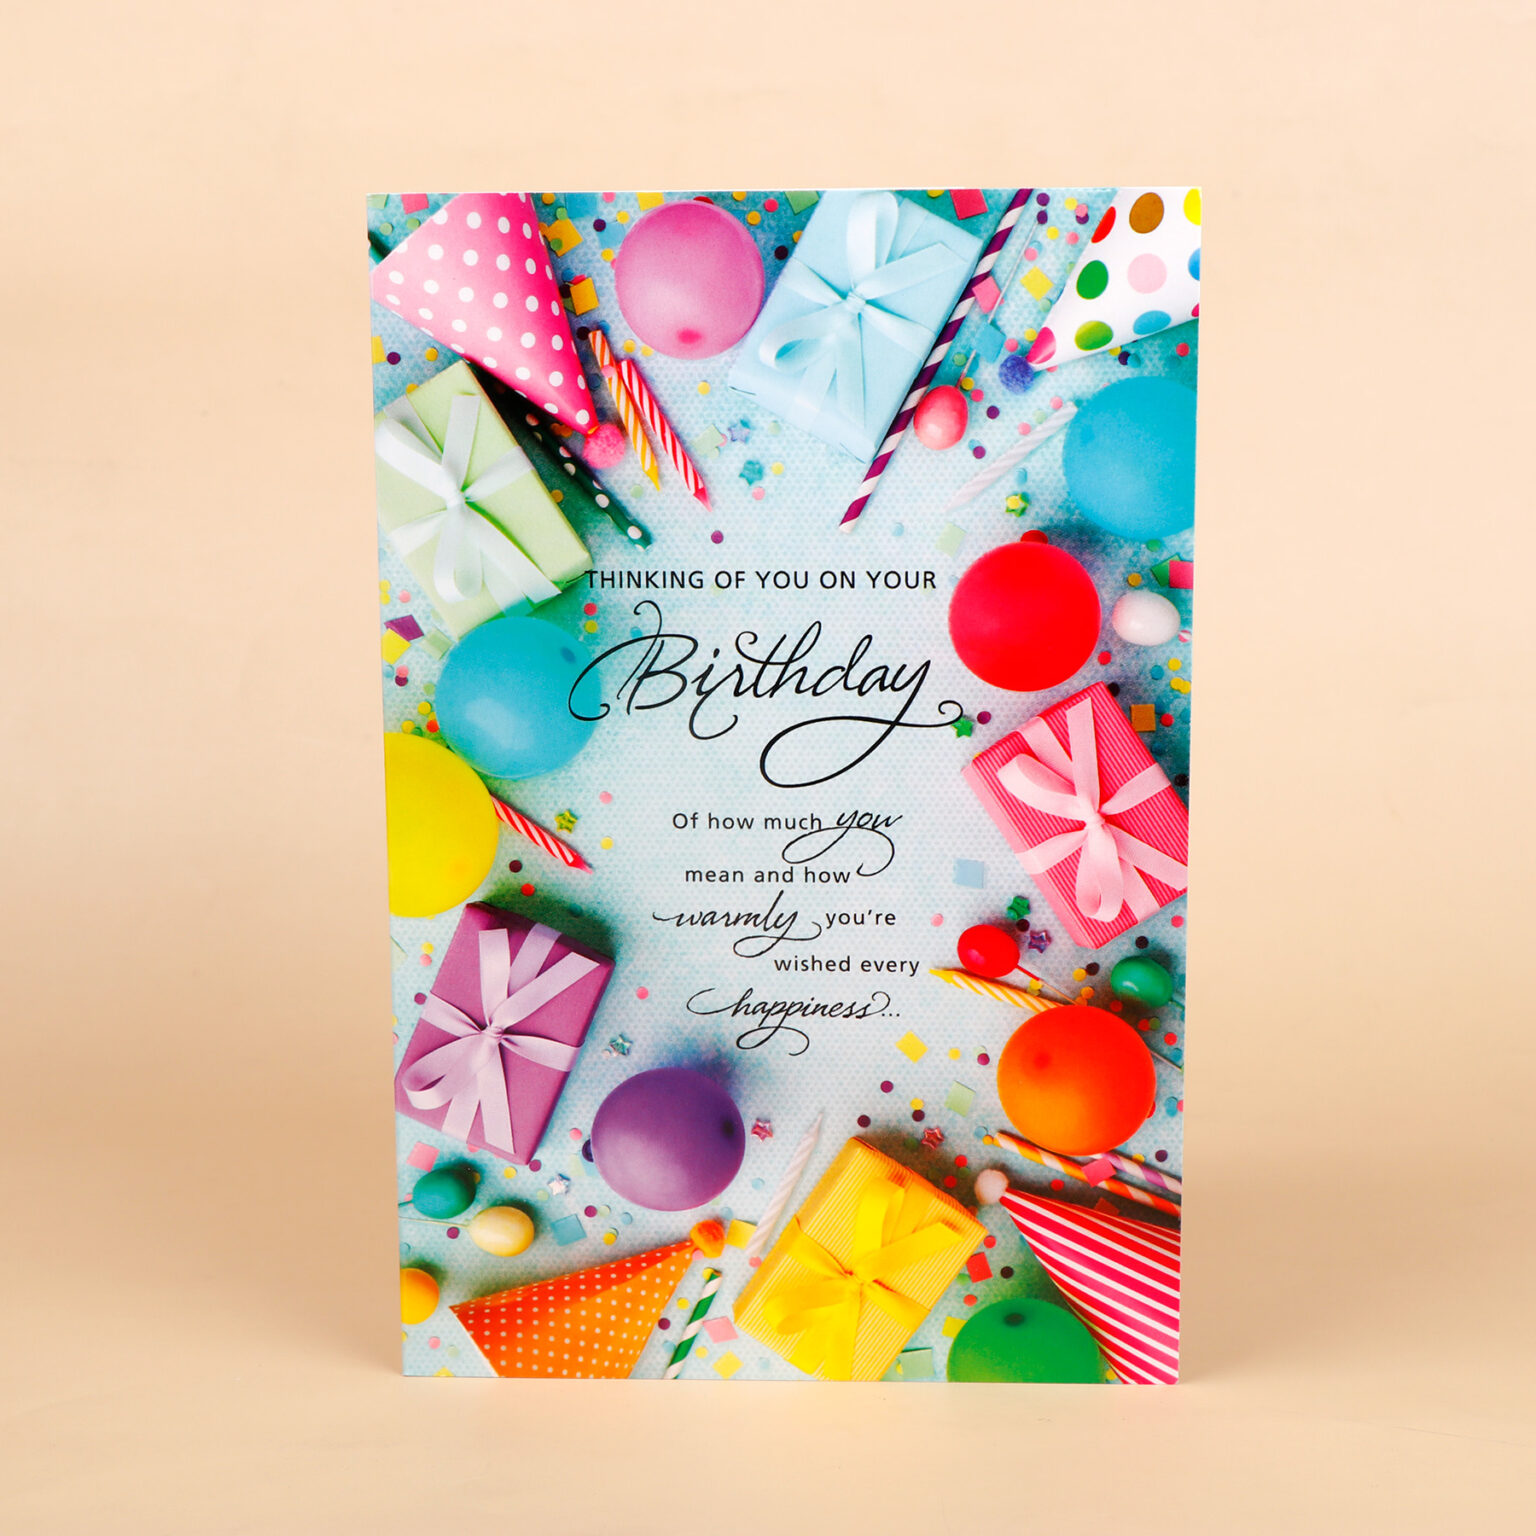 THINKING OF YOU ON YOUR
Birthday
Of how much you
mean and how
warmly you're
wished every
happiness...